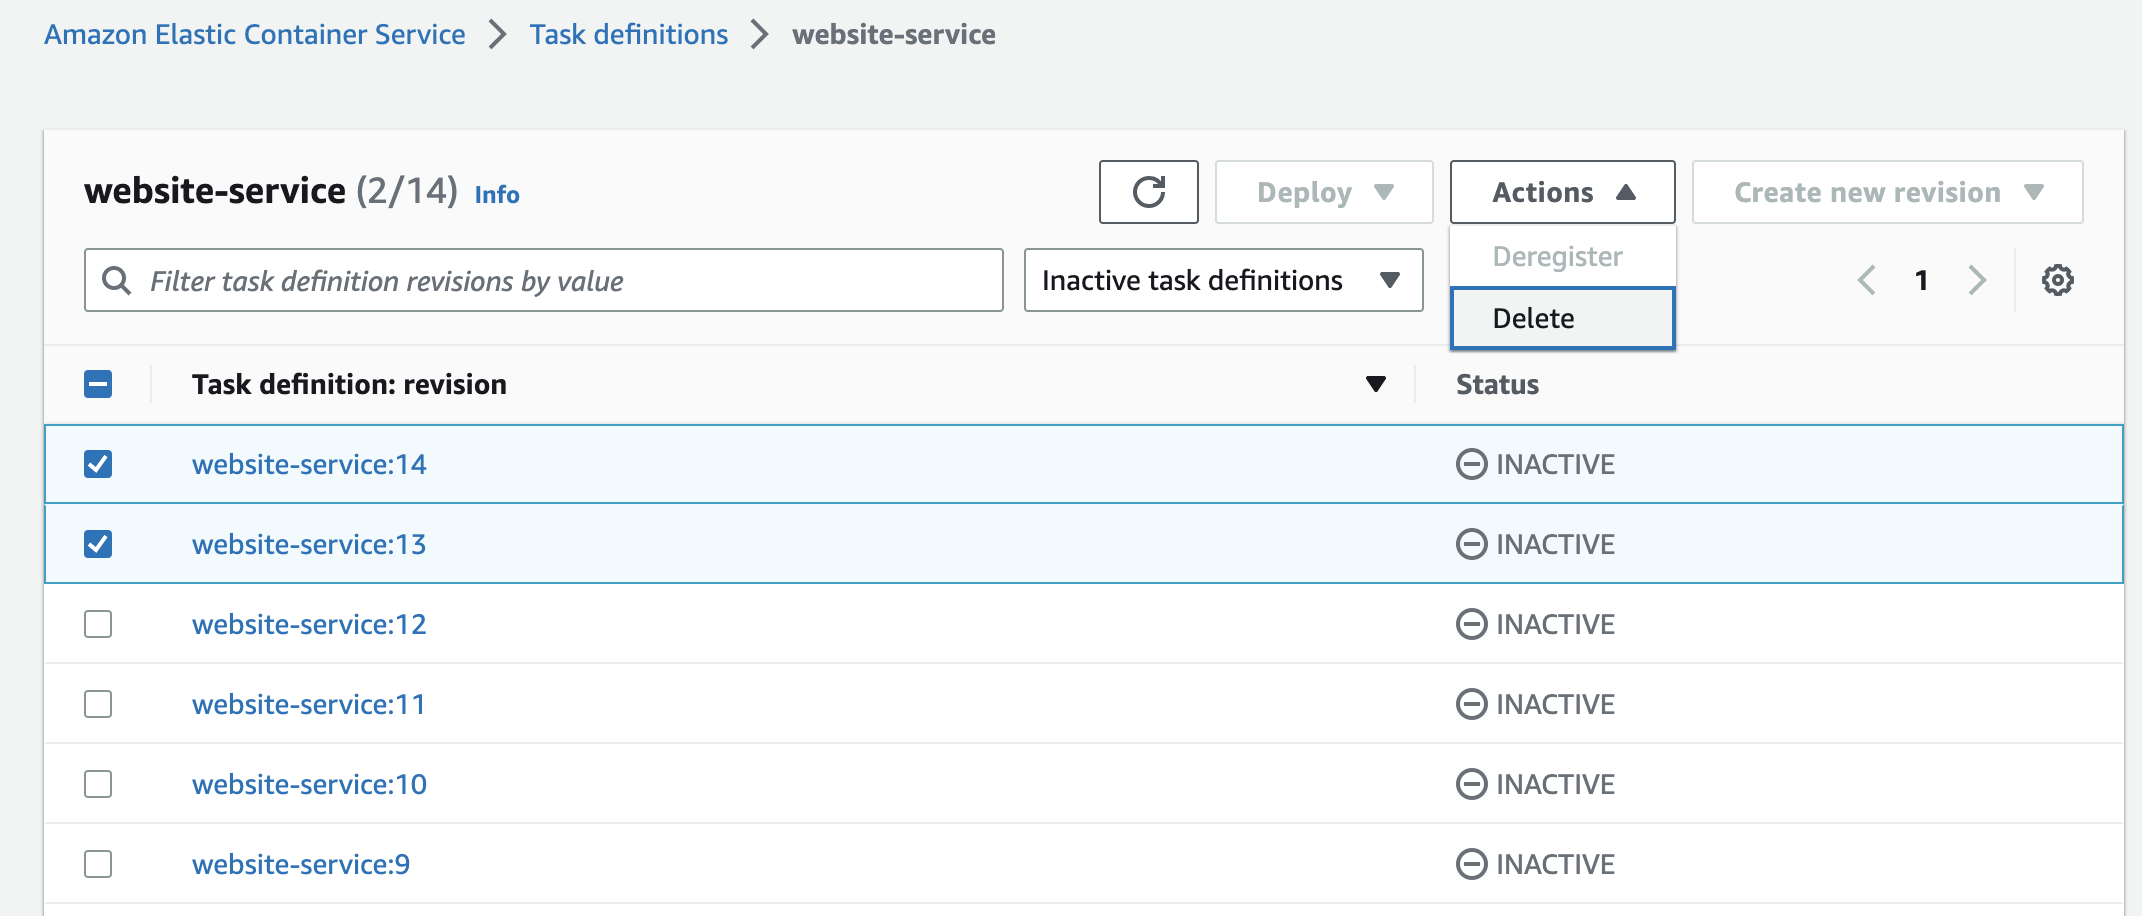 Amazon Elastic Container Service > Task definitions > website-service
website-service (2/14) Info
Deploy
Actions
Create new revision
Filter task definition revisions by value
Inactive task definitions
Deregister
Delete
1
Task definition: revision
Status
website-service:14 INACTIVE
website-service:13 INACTIVE
website-service:12 INACTIVE
website-service:11 INACTIVE
website-service:10 INACTIVE
website-service:9 INACTIVE